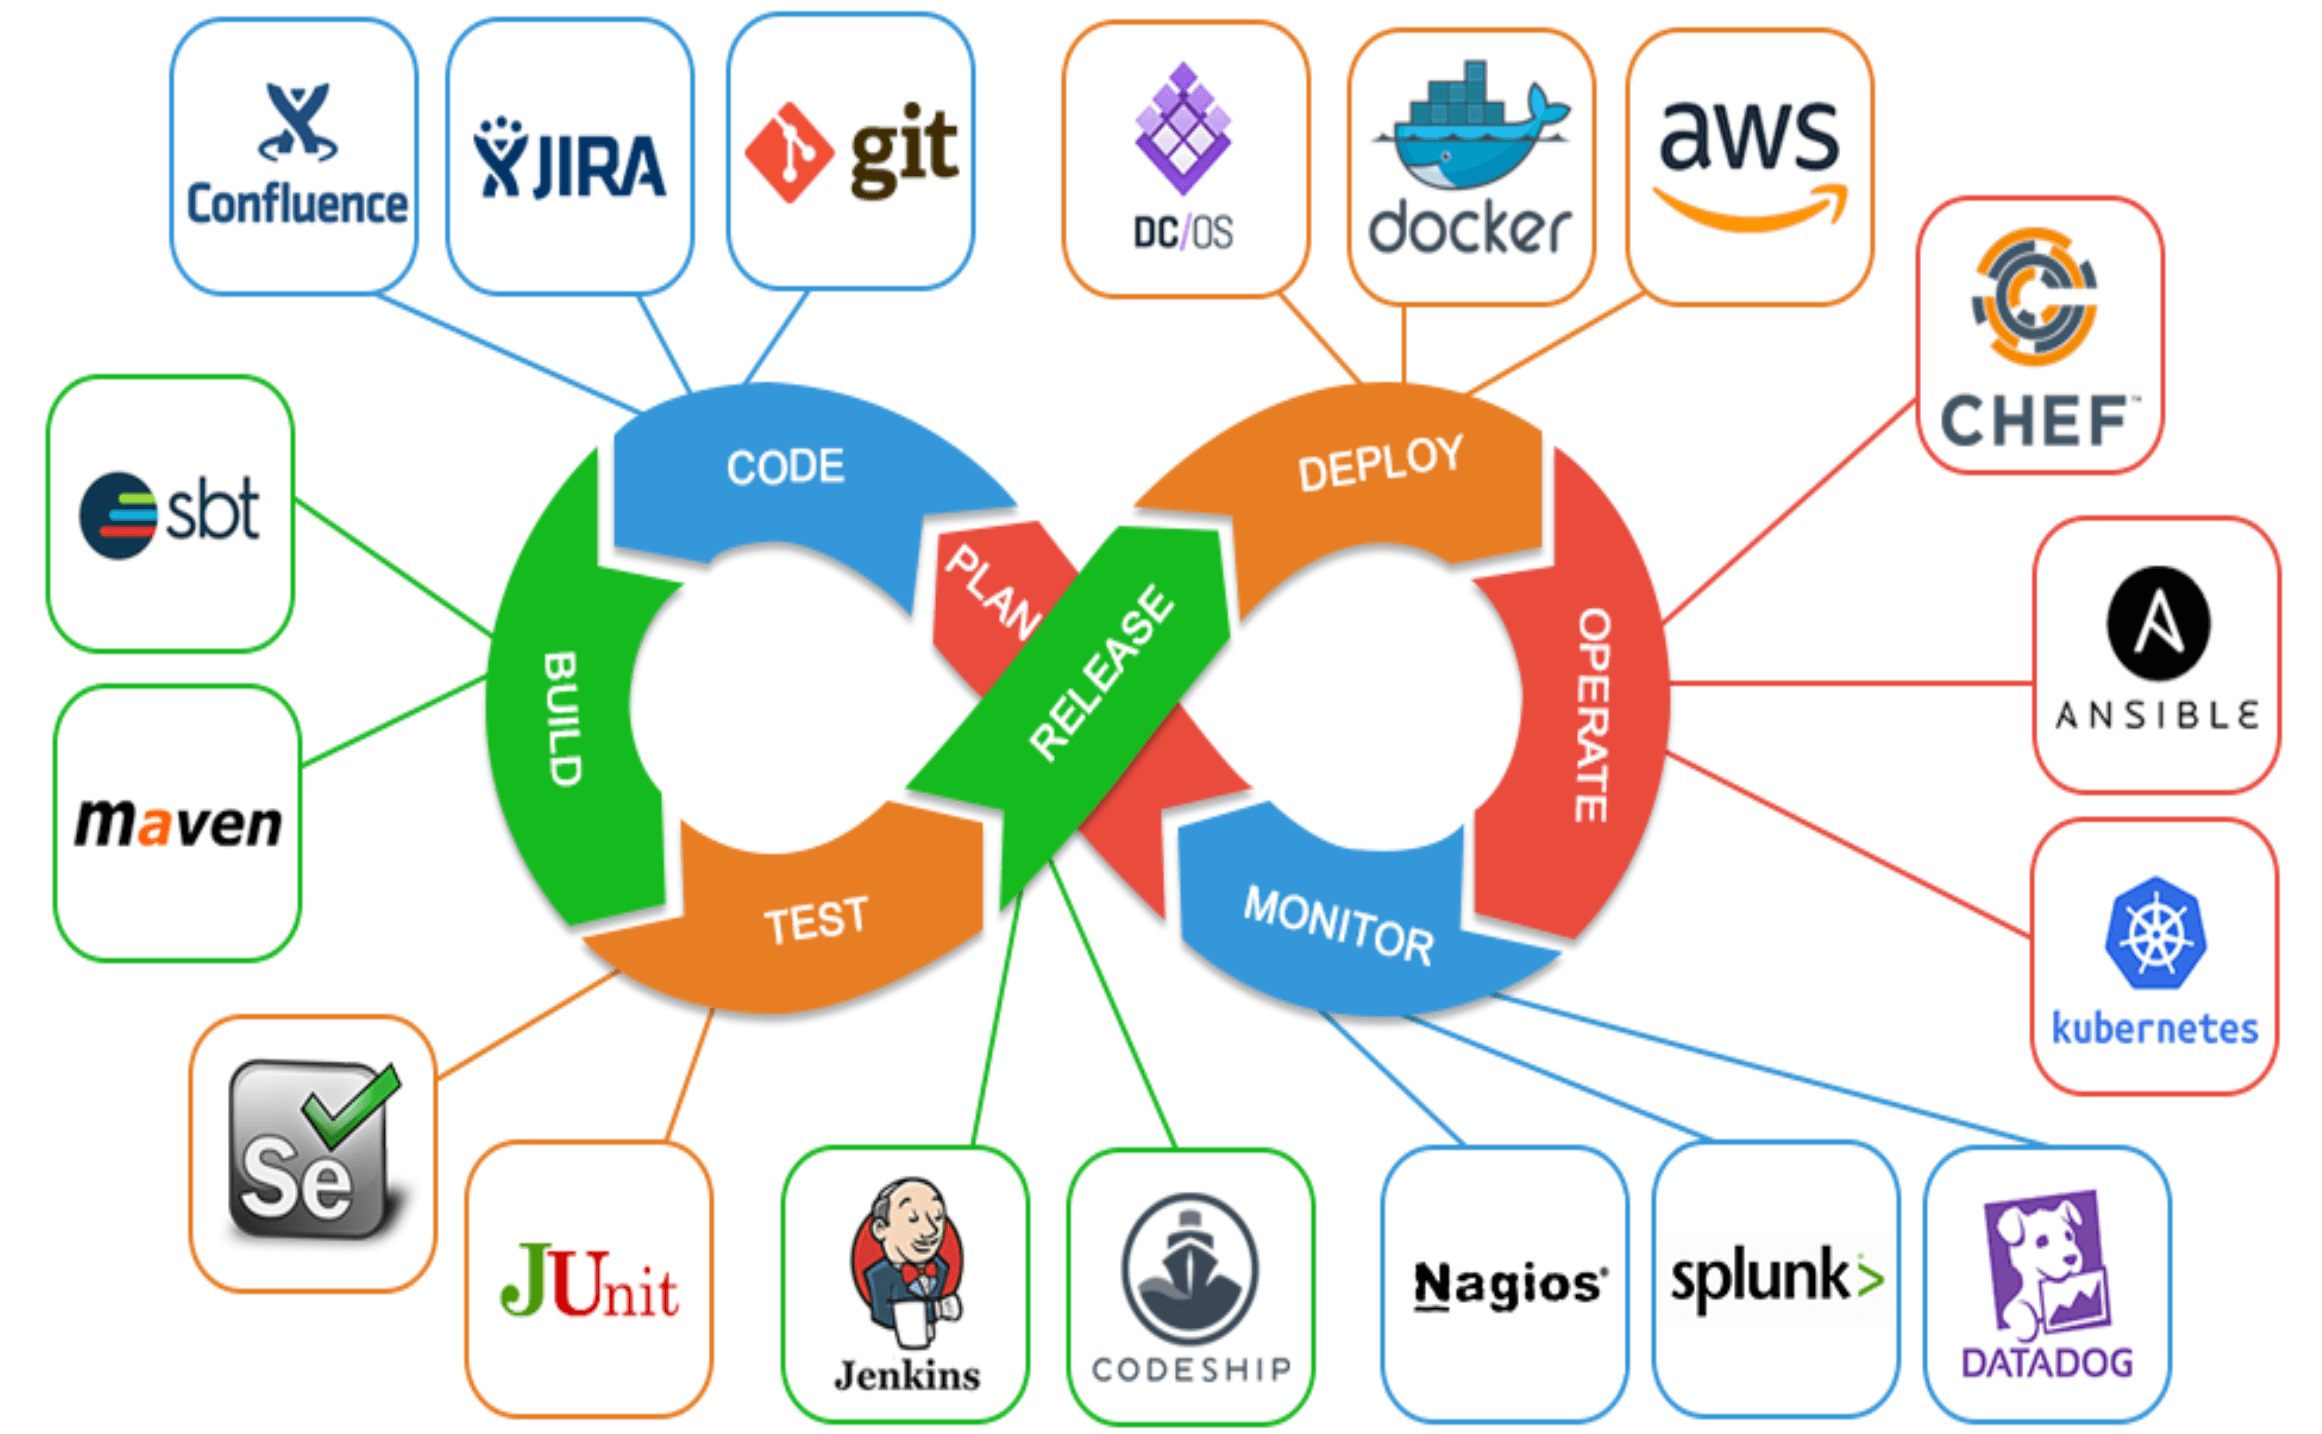 Confluence
JIRA
git
DC/OS
docker
aws
CHEF™
sbt
CODE
DEPLOY
PLAN
RELEASE
BUILD
OPERATE
ANSIBLE
maven
TEST
MONITOR
kubernetes
Se
JUnit
Jenkins
CODESHIP
Nagios®
splunk>
DATADOG